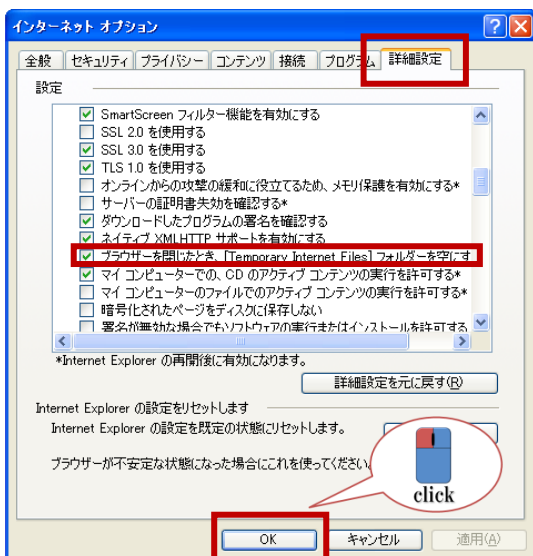 インターネット オプション
全般 セキュリティ プライバシー コンテンツ 接続 プログラム 詳細設定
設定
SmartScreen フィルター機能を有効にする
SSL 2.0 を使用する
SSL 3.0 を使用する
TLS 1.0 を使用する
オンラインからの攻撃の緩和に役立てるため、メモリ保護を有効にする*
サーバーの証明書失効を確認する*
ダウンロードしたプログラムの署名を確認する
ネイティブ XMLHTTP サポートを有効にする
ブラウザーを閉じたとき、[Temporary Internet Files] フォルダーを空にす
マイ コンピューターでの、CD のアクティブ コンテンツの実行を許可する*
マイ コンピューターのファイルでのアクティブ コンテンツの実行を許可する*
暗号化されたページをディスクに保存しない
署名が無効な場合でもソフトウェアの実行またはインストールを許可する
*Internet Explorer の再開後に有効になります。
詳細設定を元に戻す(R)
Internet Explorer の設定をリセットします
Internet Explorer の設定を既定の状態にリセットします。
ブラウザーが不安定な状態になった場合にこれを使ってください。
click
OK キャンセル 適用(A)